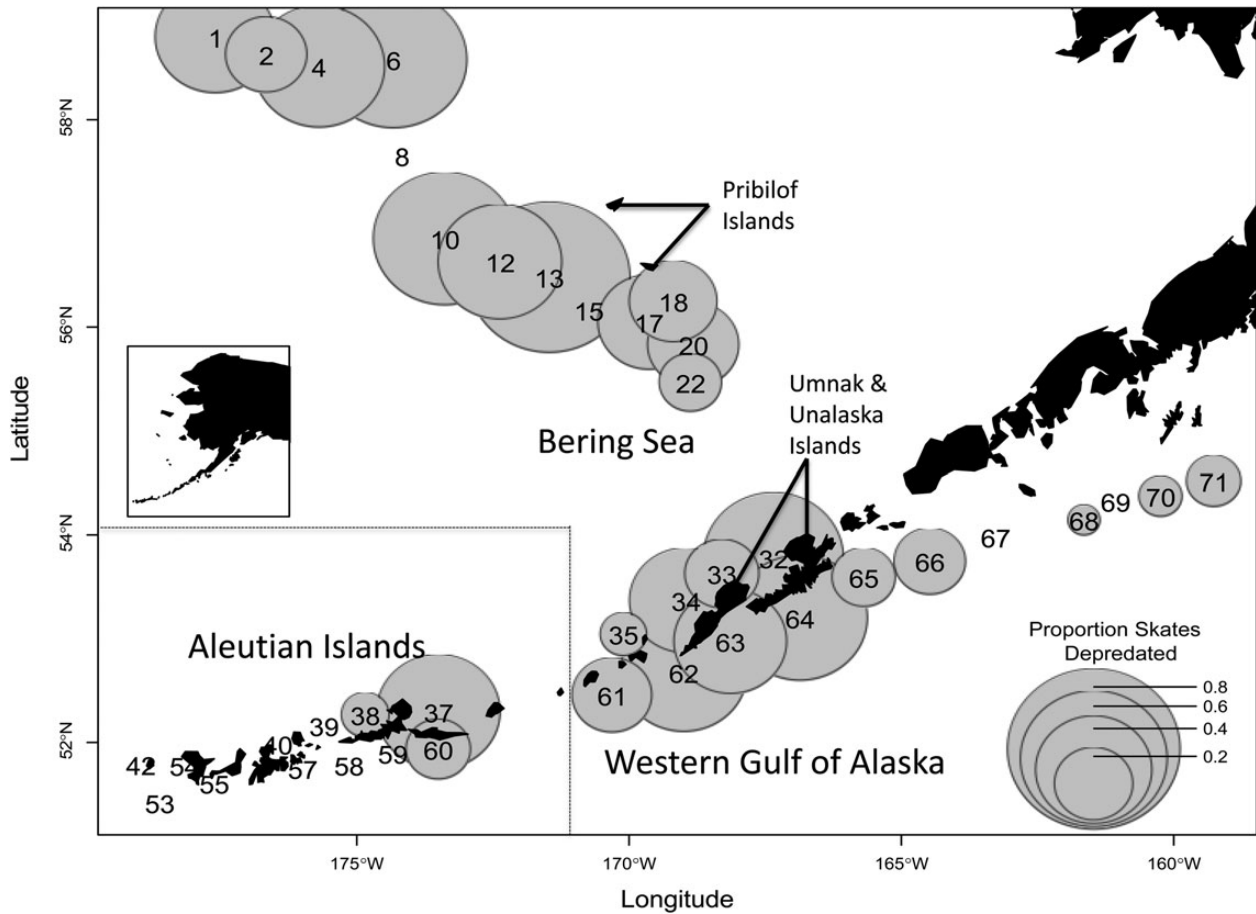 1
2
4
6
58°N
8
Pribilof
Islands
10
12
13
15
17
18
56°N
20
22
Umnak &
Unalaska
Islands
Bering Sea
Latitude
71
70
69
68
54°N
67
66
65
32
33
34
35
64
63
62
61
Proportion Skates
Depredated
0.8
0.6
0.4
0.2
Aleutian Islands
37
38
39
40
60
59
58
57
52°N
42
54
55
53
Western Gulf of Alaska
175°W
170°W
165°W
160°W
Longitude